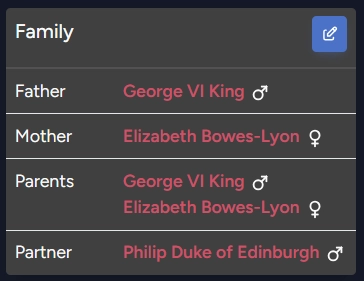 Family
Father George VI King ♂
Mother Elizabeth Bowes-Lyon ♀
Parents George VI King ♂
Elizabeth Bowes-Lyon ♀
Partner Philip Duke of Edinburgh ♂